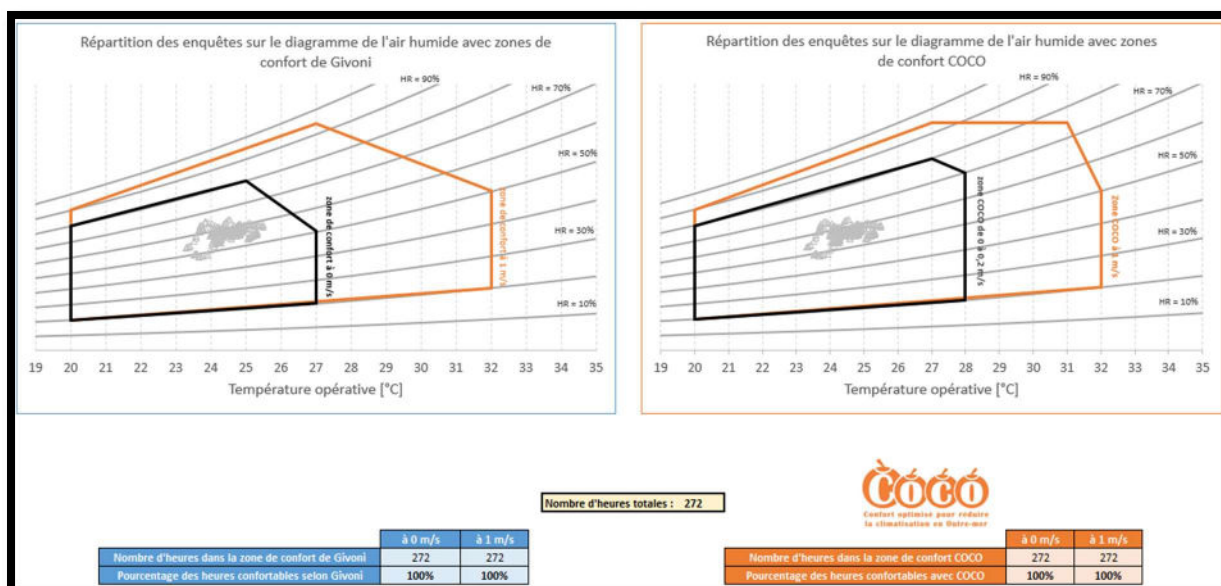 Répartition des enquêtes sur le diagramme de l'air humide avec zones de
confort de Givoni
HR = 90%
HR = 70%
HR = 50%
HR = 30%
HR = 10%
zone de confort à 0 m/s
zone de confort à 1 m/s
19 20 21 22 23 24 25 26 27 28 29 30 31 32 33 34 35
Température opérative [°C]
Répartition des enquêtes sur le diagramme de l'air humide avec zones
de confort COCO
HR = 90%
HR = 70%
HR = 50%
HR = 30%
HR = 10%
zone COCO de 0 à 0,2 m/s
zone COCO à 1 m/s
19 20 21 22 23 24 25 26 27 28 29 30 31 32 33 34 35
Température opérative [°C]
Nombre d'heures totales : 272
COCO
Confort optimisé pour réduire
la climatisation en Outre-mer
à 0 m/s à 1 m/s
Nombre d'heures dans la zone de confort de Givoni 272 272
Pourcentage des heures confortables selon Givoni 100% 100%
à 0 m/s à 1 m/s
Nombre d'heures dans la zone de confort COCO 272 272
Pourcentage des heures confortables avec COCO 100% 100%